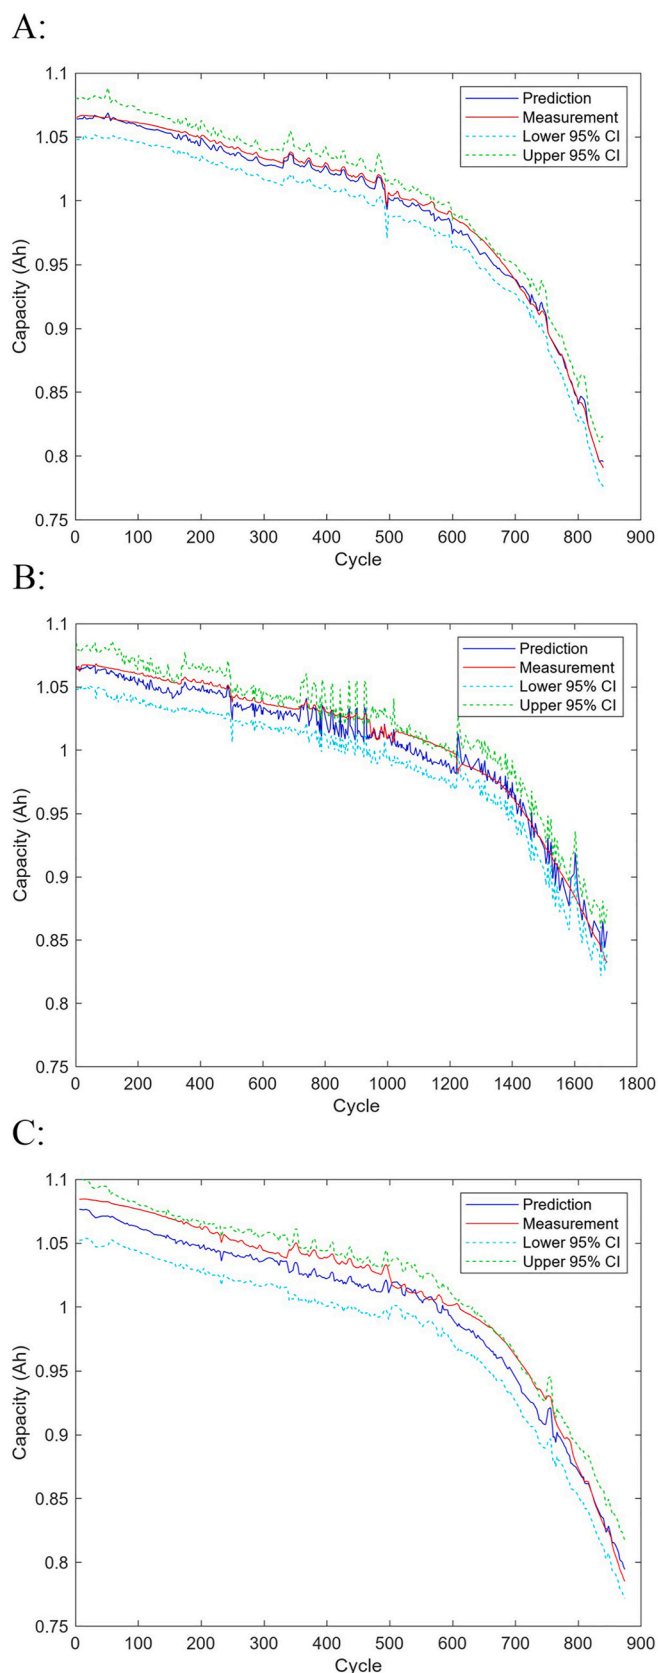 A:
1.1
1.05
1
0.95
0.9
0.85
0.8
0.75
Capacity (Ah)
Prediction
Measurement
Lower 95% CI
Upper 95% CI
0 100 200 300 400 500 600 700 800 900
Cycle
B:
1.1
1.05
1
0.95
0.9
0.85
0.8
0.75
Capacity (Ah)
Prediction
Measurement
Lower 95% CI
Upper 95% CI
0 200 400 600 800 1000 1200 1400 1600 1800
Cycle
C:
1.1
1.05
1
0.95
0.9
0.85
0.8
0.75
Capacity (Ah)
Prediction
Measurement
Lower 95% CI
Upper 95% CI
0 100 200 300 400 500 600 700 800 900
Cycle